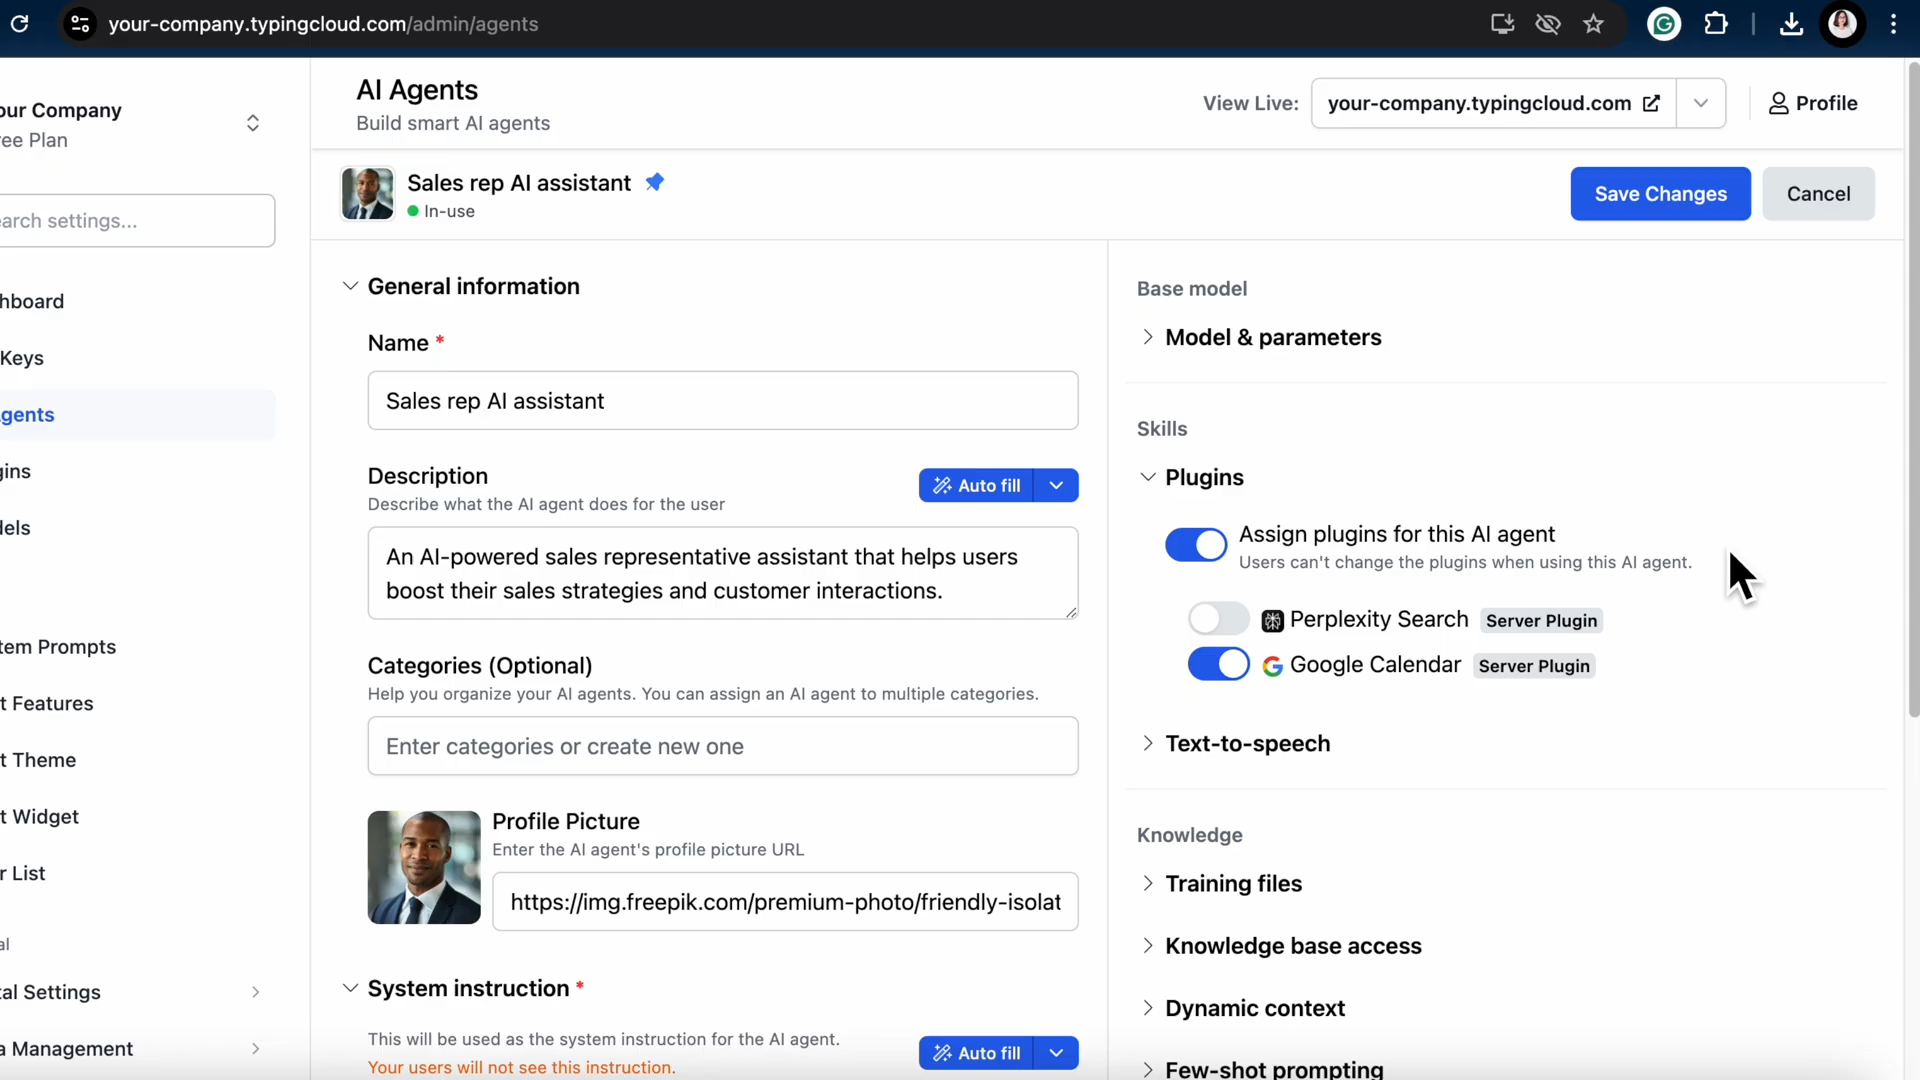 your-company.typingcloud.com/admin/agents
our Company
ree Plan
earch settings...
hboard
Keys
gents
gins
dels
tem Prompts
t Features
t Theme
t Widget
r List
al
tal Settings
a Management
AI Agents
Build smart AI agents
View Live:
your-company.typingcloud.com
Profile
Sales rep AI assistant
In-use
Save Changes
Cancel
General information
Name *
Sales rep AI assistant
Description
Describe what the AI agent does for the user
Auto fill
An AI-powered sales representative assistant that helps users
boost their sales strategies and customer interactions.
Categories (Optional)
Help you organize your AI agents. You can assign an AI agent to multiple categories.
Enter categories or create new one
Profile Picture
Enter the AI agent's profile picture URL
https://img.freepik.com/premium-photo/friendly-isolat
System instruction *
This will be used as the system instruction for the AI agent.
Your users will not see this instruction.
Auto fill
Base model
Model & parameters
Skills
Plugins
Assign plugins for this AI agent
Users can't change the plugins when using this AI agent.
Perplexity Search Server Plugin
Google Calendar Server Plugin
Text-to-speech
Knowledge
Training files
Knowledge base access
Dynamic context
Few-shot prompting